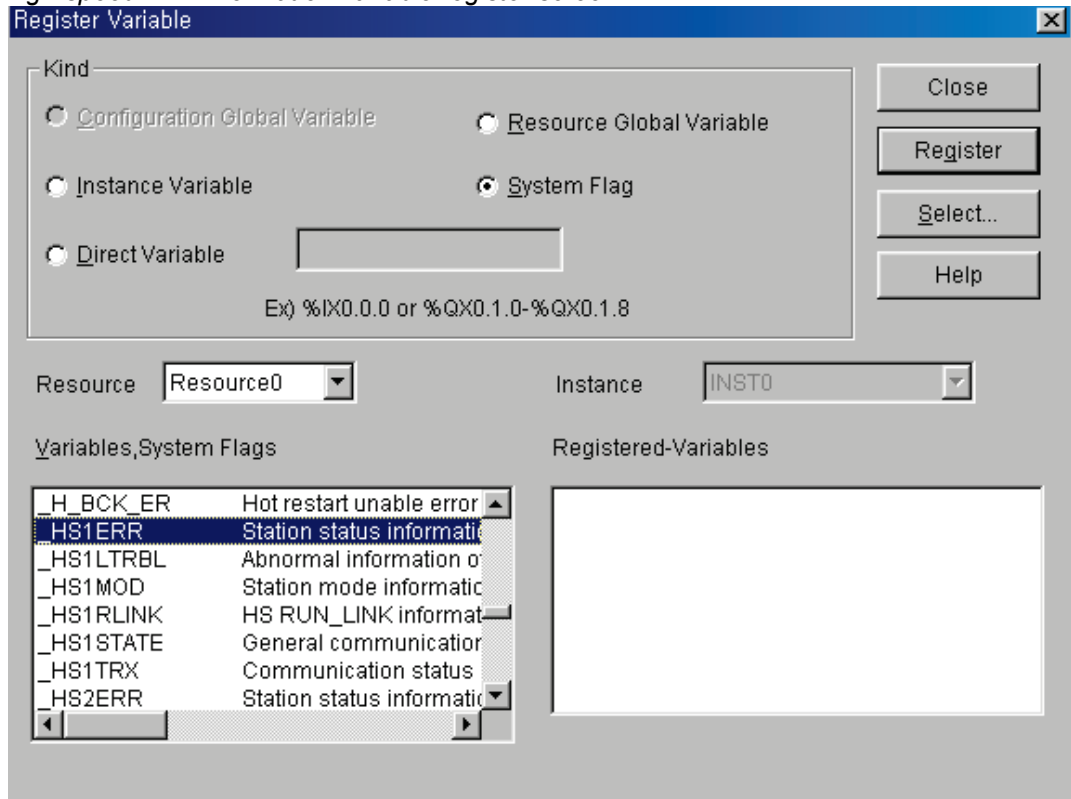 Register Variable
Kind
Configuration Global Variable
Resource Global Variable
Instance Variable
System Flag
Direct Variable
Ex) %IX0.0.0 or %QX0.1.0-%QX0.1.8
Close
Register
Select...
Help
Resource Resource0
Instance INST0
Variables,System Flags
_H_BCK_ER Hot restart unable error
_HS1ERR Station status informati
_HS1LTRBL Abnormal information o
_HS1MOD Station mode informatic
_HS1RLINK HS RUN_LINK informat
_HS1STATE General communication
_HS1TRX Communication status
_HS2ERR Station status informatic
Registered-Variables